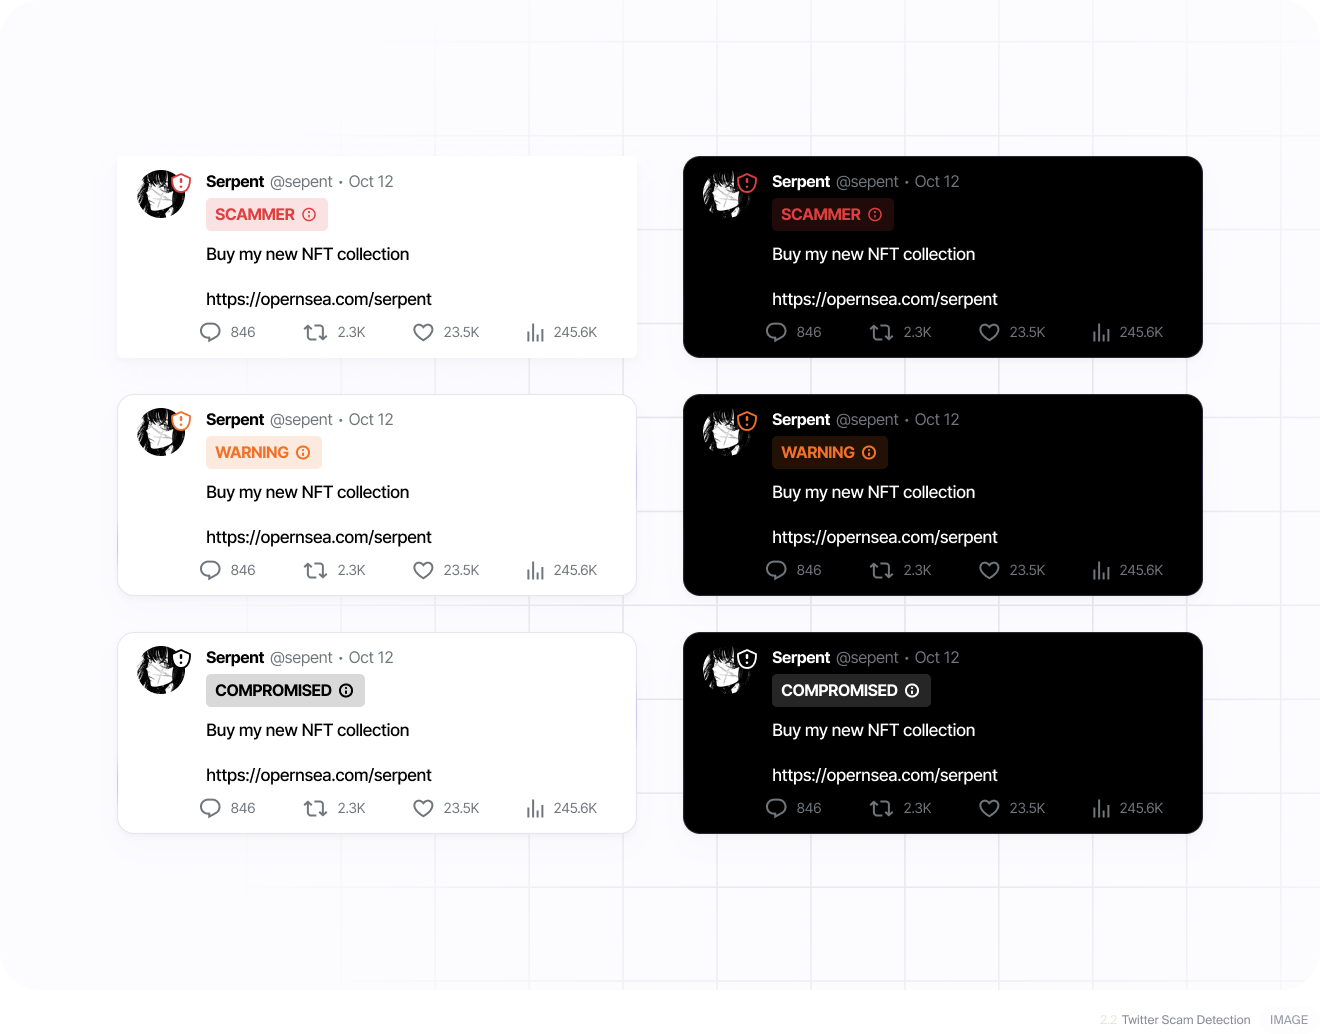 Serpent @sepent · Oct 12
SCAMMER
Buy my new NFT collection
https://opernsea.com/serpent
846 2.3K 23.5K 245.6K
Serpent @sepent · Oct 12
SCAMMER
Buy my new NFT collection
https://opernsea.com/serpent
846 2.3K 23.5K 245.6K
Serpent @sepent · Oct 12
WARNING
Buy my new NFT collection
https://opernsea.com/serpent
846 2.3K 23.5K 245.6K
Serpent @sepent · Oct 12
WARNING
Buy my new NFT collection
https://opernsea.com/serpent
846 2.3K 23.5K 245.6K
Serpent @sepent · Oct 12
COMPROMISED
Buy my new NFT collection
https://opernsea.com/serpent
846 2.3K 23.5K 245.6K
Serpent @sepent · Oct 12
COMPROMISED
Buy my new NFT collection
https://opernsea.com/serpent
846 2.3K 23.5K 245.6K
2.2 Twitter Scam Detection IMAGE